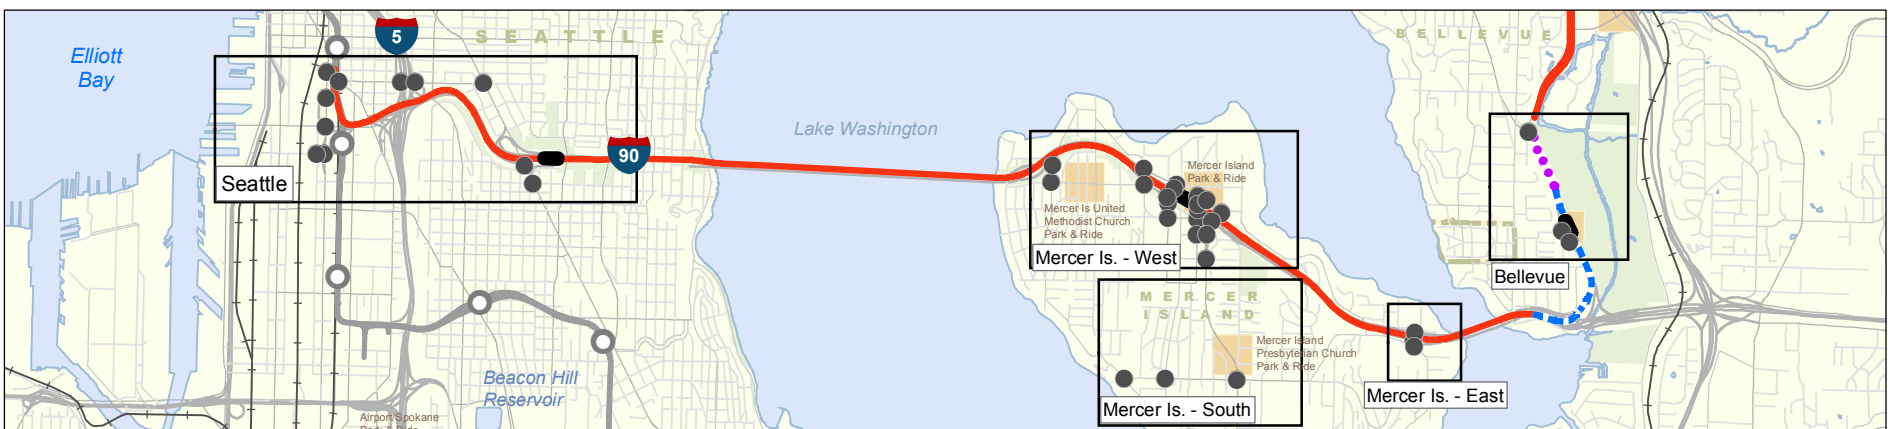 Elliott
Bay
5
SEATTLE
BELLEVUE
Lake Washington
90
Seattle
Mercer Island
Park & Ride
Mercer Is United
Methodist Church
Park & Ride
Mercer Is. - West
Bellevue
MERCER
ISLAND
Mercer Island
Presbyterian Church
Park & Ride
Mercer Is. - East
Mercer Is. - South
Beacon Hill
Reservoir
Airport/Spokane